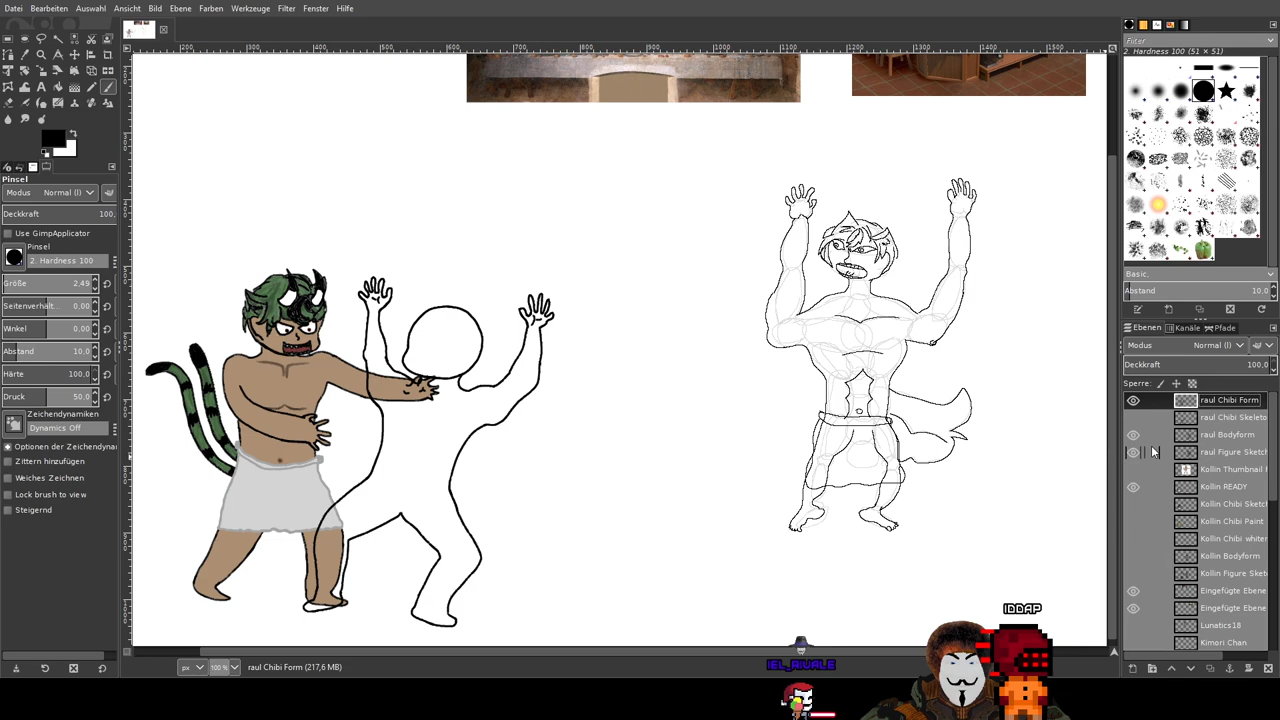 Datei Bearbeiten Auswahl Ansicht Bild Ebene Farben Werkzeuge Filter Fenster Hilfe
Filter
2. Hardness 100 (51 × 51)
Pinsel
Modus Normal (l)
Deckkraft 100,
Use GimpApplicator
Pinsel
2. Hardness 100
Größe 2,49
Seitenverhält... 0,00
Winkel 0,00
Abstand 10,0
Härte 100,0
Druck 50,0
Zeichendynamiken
Dynamics Off
Optionen der Zeichendynam
Zittern hinzufügen
Weiches Zeichnen
Lock brush to view
Steigernd
Basic,
Abstand 10,0
Ebenen Kanäle Pfade
Modus Normal (l)
Deckkraft 100,0
Sperre:
raul Chibi Form
raul Chibi Skeleto
raul Bodyform
raul Figure Sketch
Kollin Thumbnail
Kollin READY
Kollin Chibi Sketc
Kollin Chibi Paint
Kollin Chibi whiter
Kollin Bodyform
Kollin Figure Sket
Eingefügte Ebene
Eingefügte Ebene
Lunatics18
Kimori Chan
px 100 % raul Chibi Form (217,6 MB)
IDDAP
IEL_RIVALE